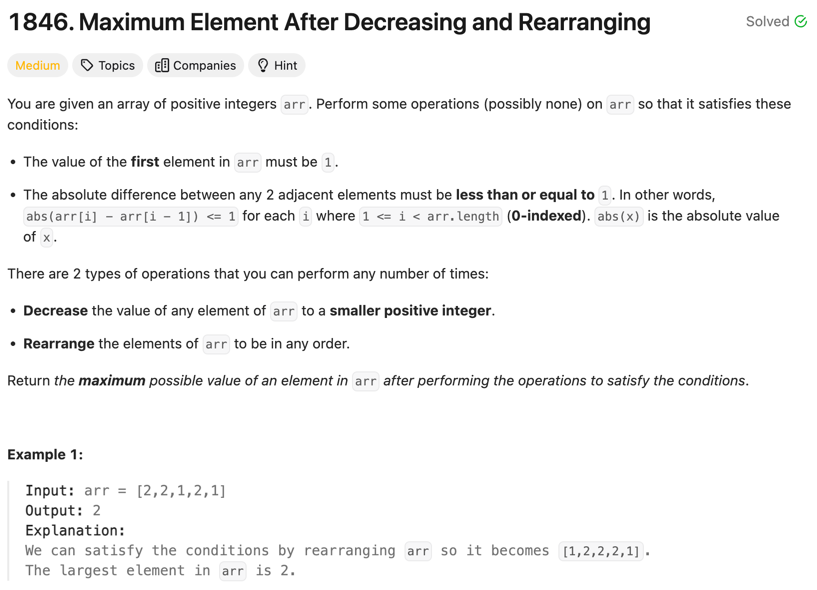 1846. Maximum Element After Decreasing and Rearranging
Solved
Medium Topics Companies Hint
You are given an array of positive integers arr. Perform some operations (possibly none) on arr so that it satisfies these
conditions:
• The value of the first element in arr must be 1.
• The absolute difference between any 2 adjacent elements must be less than or equal to 1. In other words,
abs(arr[i] - arr[i - 1]) <= 1 for each i where 1 <= i < arr.length (0-indexed). abs(x) is the absolute value
of x.
There are 2 types of operations that you can perform any number of times:
• Decrease the value of any element of arr to a smaller positive integer.
• Rearrange the elements of arr to be in any order.
Return the maximum possible value of an element in arr after performing the operations to satisfy the conditions.
Example 1:
Input: arr = [2,2,1,2,1]
Output: 2
Explanation:
We can satisfy the conditions by rearranging arr so it becomes [1,2,2,2,1].
The largest element in arr is 2.